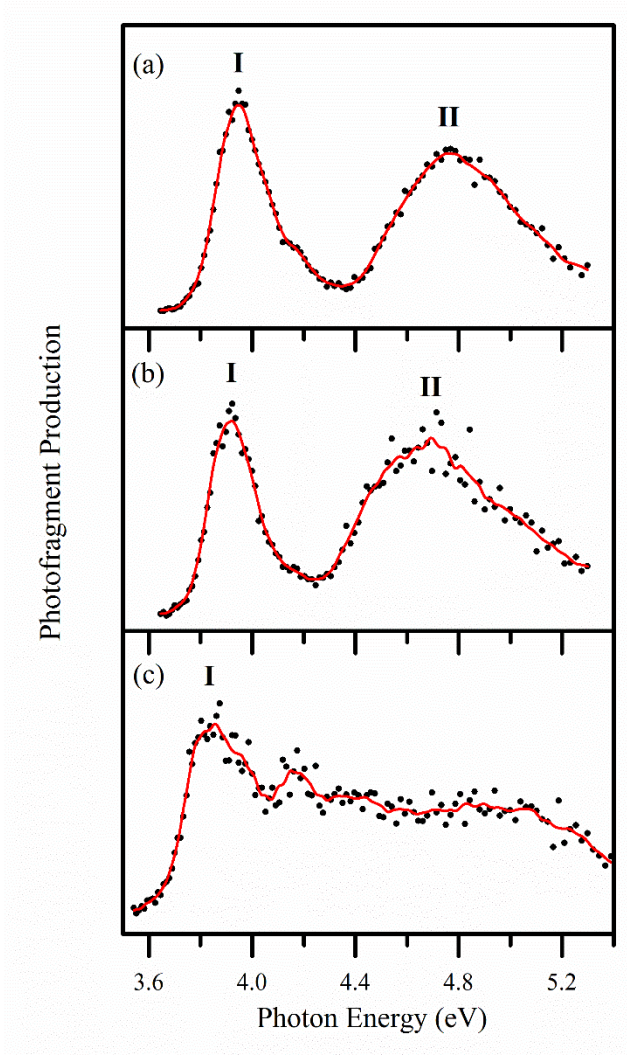 (a)
I
II
(b)
I
II
(c)
I
Photofragment Production
3.6 4.0 4.4 4.8 5.2
Photon Energy (eV)